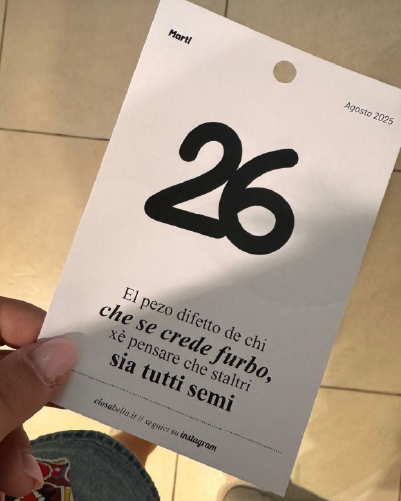 Marti
Agosto 2025
26
El pezo difetto de chi
che se crede furbo,
xè pensare che staltri
sia tutti semi
ciosabella.it // seguici su instagram